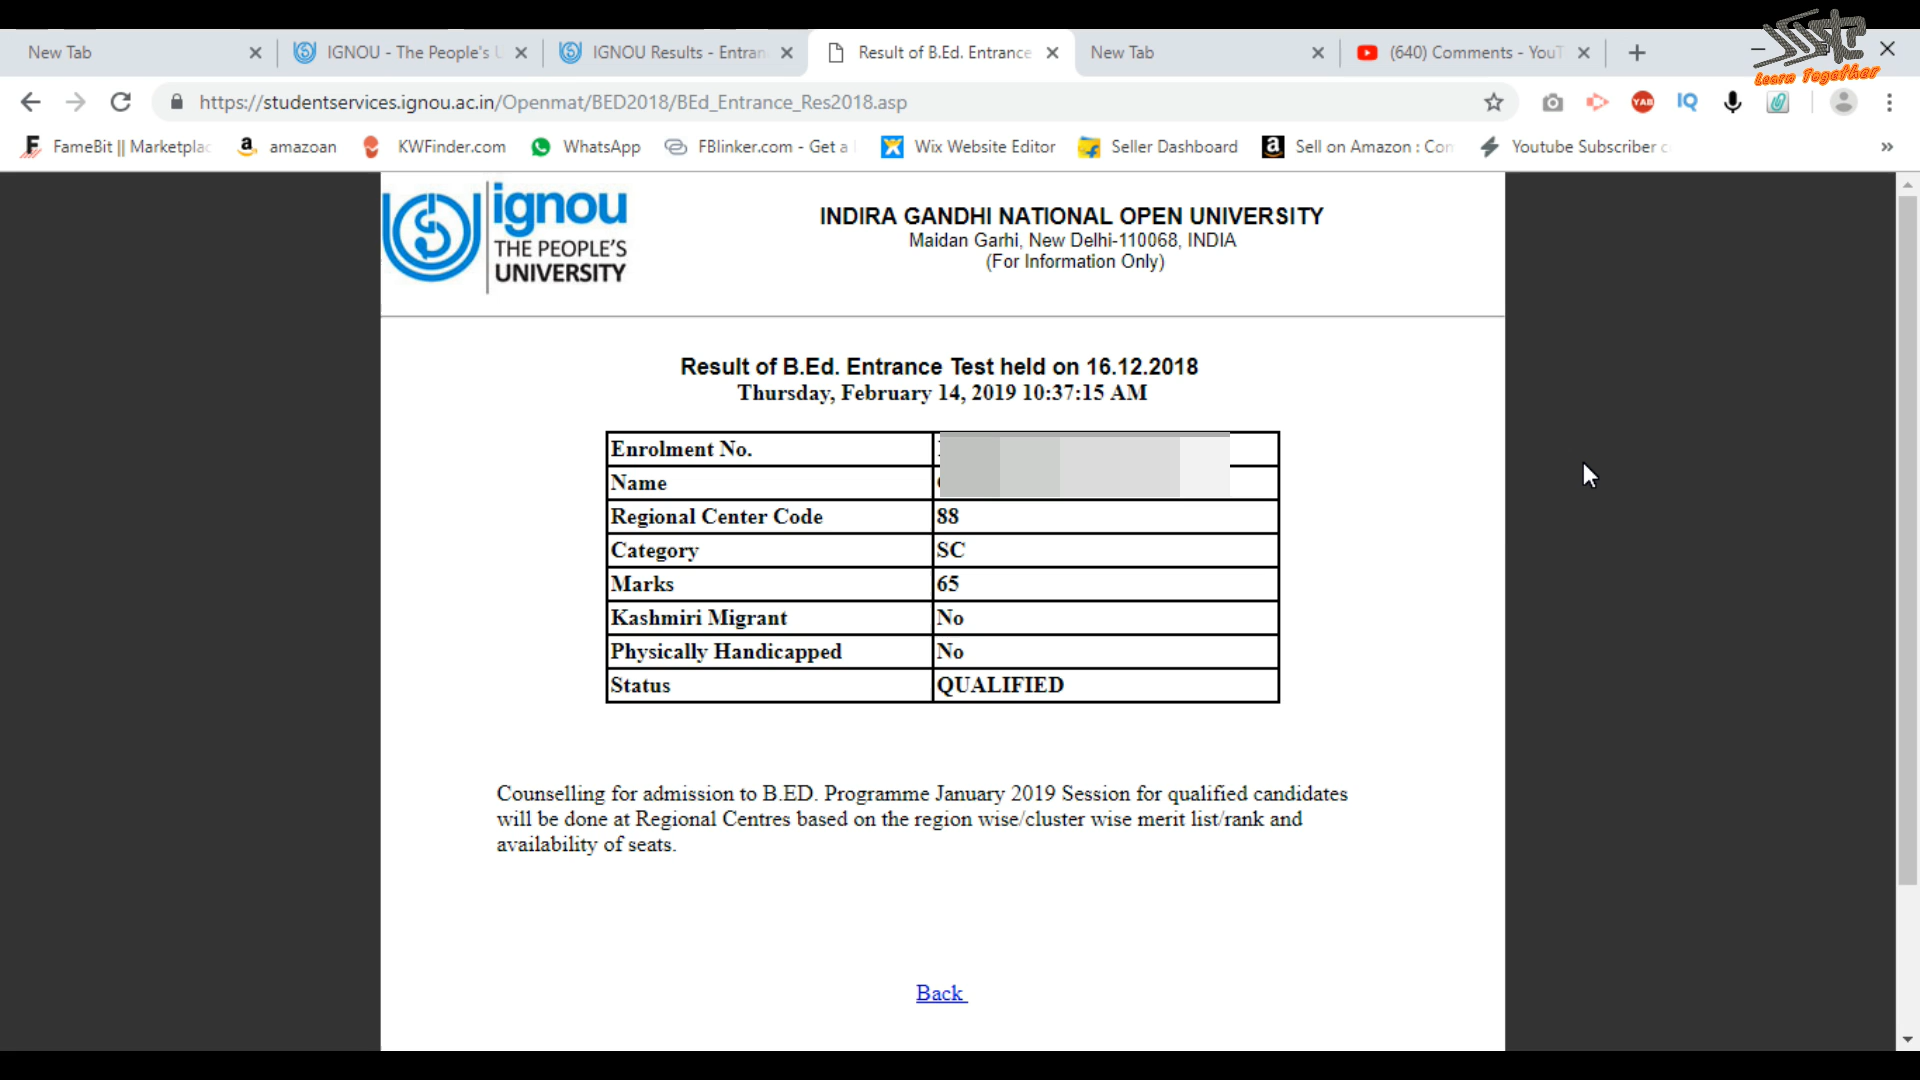 New Tab
IGNOU - The People's
IGNOU Results - Entran
Result of B.Ed. Entrance
New Tab
(640) Comments - YouT
Learn Together
https://studentservices.ignou.ac.in/Openmat/BED2018/BEd_Entrance_Res2018.asp
YAB
IQ
FameBit || Marketplac
amazoan
KWFinder.com
WhatsApp
FBlinker.com - Get a
Wix Website Editor
Seller Dashboard
Sell on Amazon : Con
Youtube Subscriber c
ignou
THE PEOPLE'S
UNIVERSITY
INDIRA GANDHI NATIONAL OPEN UNIVERSITY
Maidan Garhi, New Delhi-110068, INDIA
(For Information Only)
Result of B.Ed. Entrance Test held on 16.12.2018
Thursday, February 14, 2019 10:37:15 AM
Enrolment No.
Name
Regional Center Code 88
Category SC
Marks 65
Kashmiri Migrant No
Physically Handicapped No
Status QUALIFIED
Counselling for admission to B.ED. Programme January 2019 Session for qualified candidates
will be done at Regional Centres based on the region wise/cluster wise merit list/rank and
availability of seats.
Back